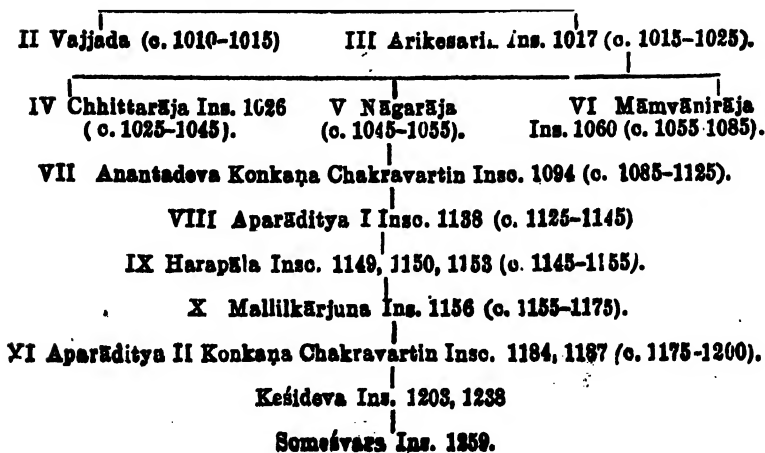 II Vajjada (c. 1010-1015) III Arikesarin Ins. 1017 (c. 1015-1025).
IV Chhittarāja Ins. 1026 V Nāgarāja VI Māmvānirāja
(c. 1025-1045). (c. 1045-1055). Ins. 1060 (c. 1055 1085).
VII Anantadeva Konkaṇa Chakravartin Insc. 1094 (c. 1085-1125).
VIII Aparāditya I Insc. 1138 (c. 1125-1145)
IX Harapāla Insc. 1149, 1150, 1153 (c. 1145-1155).
X Mallilkārjuna Ins. 1156 (c. 1155-1175).
XI Aparāditya II Konkaṇa Chakravartin Insc. 1184, 1187 (c. 1175-1200).
Keśideva Ins. 1203, 1238
Someśvara Ins. 1259.